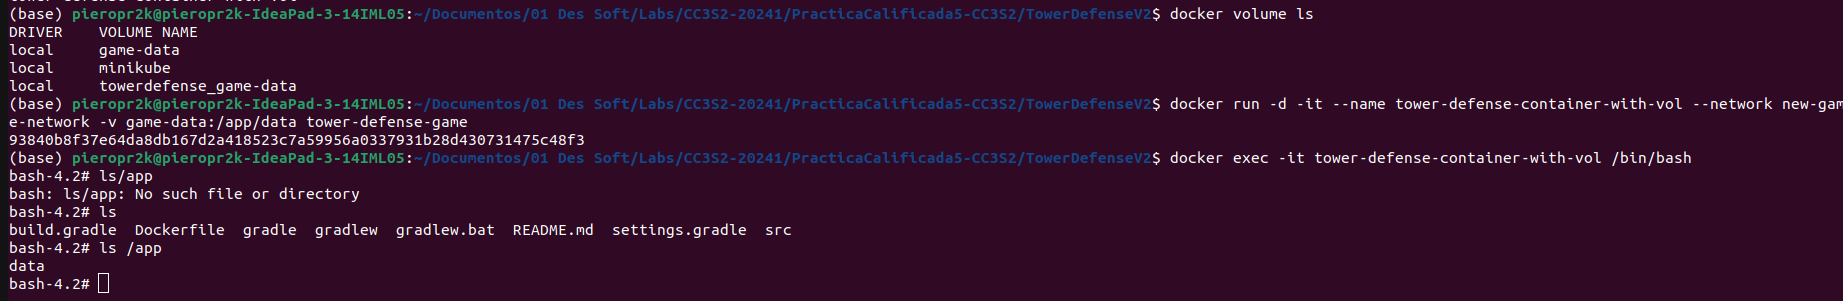 (base) pieropr2k@pieropr2k-IdeaPad-3-14IML05:~/Documentos/01 Des Soft/Labs/CC3S2-20241/PracticaCalificada5-CC3S2/TowerDefenseV2$ docker volume ls
DRIVER    VOLUME NAME
local     game-data
local     minikube
local     towerdefense_game-data
(base) pieropr2k@pieropr2k-IdeaPad-3-14IML05:~/Documentos/01 Des Soft/Labs/CC3S2-20241/PracticaCalificada5-CC3S2/TowerDefenseV2$ docker run -d -it --name tower-defense-container-with-vol --network new-gam
e-network -v game-data:/app/data tower-defense-game
93840b8f37e64da8db167d2a418523c7a59956a0337931b28d430731475c48f3
(base) pieropr2k@pieropr2k-IdeaPad-3-14IML05:~/Documentos/01 Des Soft/Labs/CC3S2-20241/PracticaCalificada5-CC3S2/TowerDefenseV2$ docker exec -it tower-defense-container-with-vol /bin/bash
bash-4.2# ls/app
bash: ls/app: No such file or directory
bash-4.2# ls
build.gradle  Dockerfile  gradle  gradlew  gradlew.bat  README.md  settings.gradle  src
bash-4.2# ls /app
data
bash-4.2#